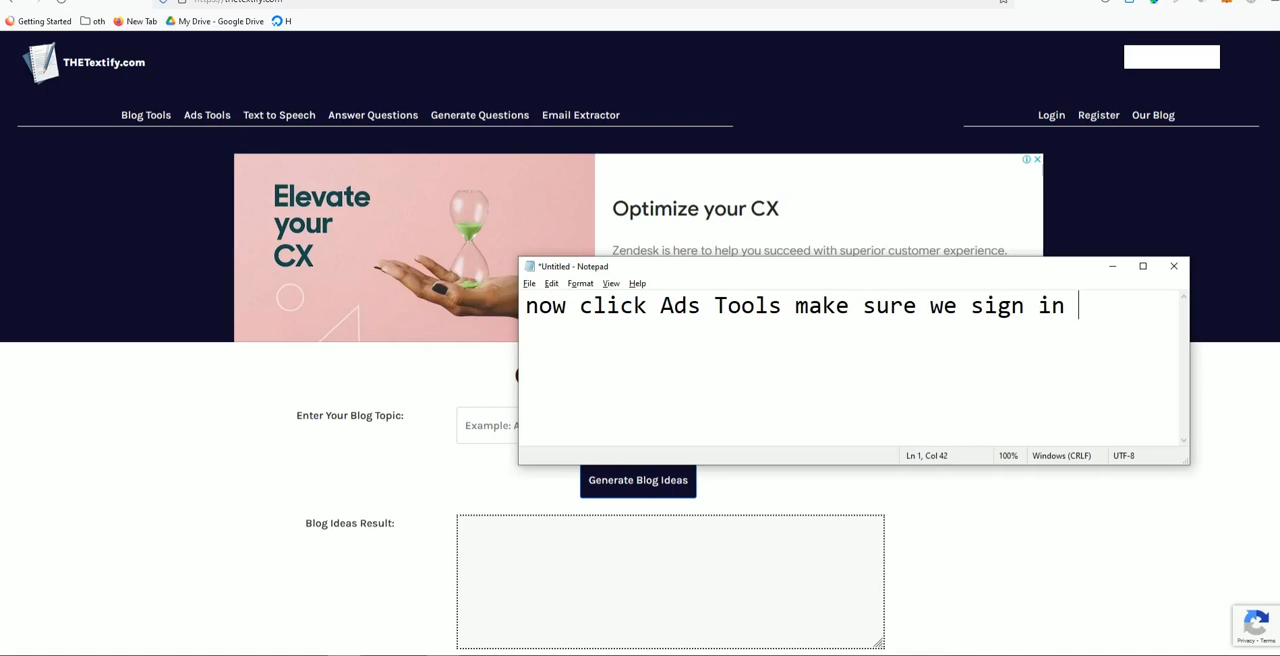 https://thetextify.com
Getting Started oth New Tab My Drive - Google Drive H
THETextify.com
Blog Tools Ads Tools Text to Speech Answer Questions Generate Questions Email Extractor Login Register Our Blog
Elevate
your
CX
Optimize your CX
Zendesk is here to help you succeed with superior customer experience.
*Untitled - Notepad
File Edit Format View Help
now click Ads Tools make sure we sign in
Ln 1, Col 42 100% Windows (CRLF) UTF-8
Enter Your Blog Topic:
Example: A
Generate Blog Ideas
Blog Ideas Result:
Privacy - Terms